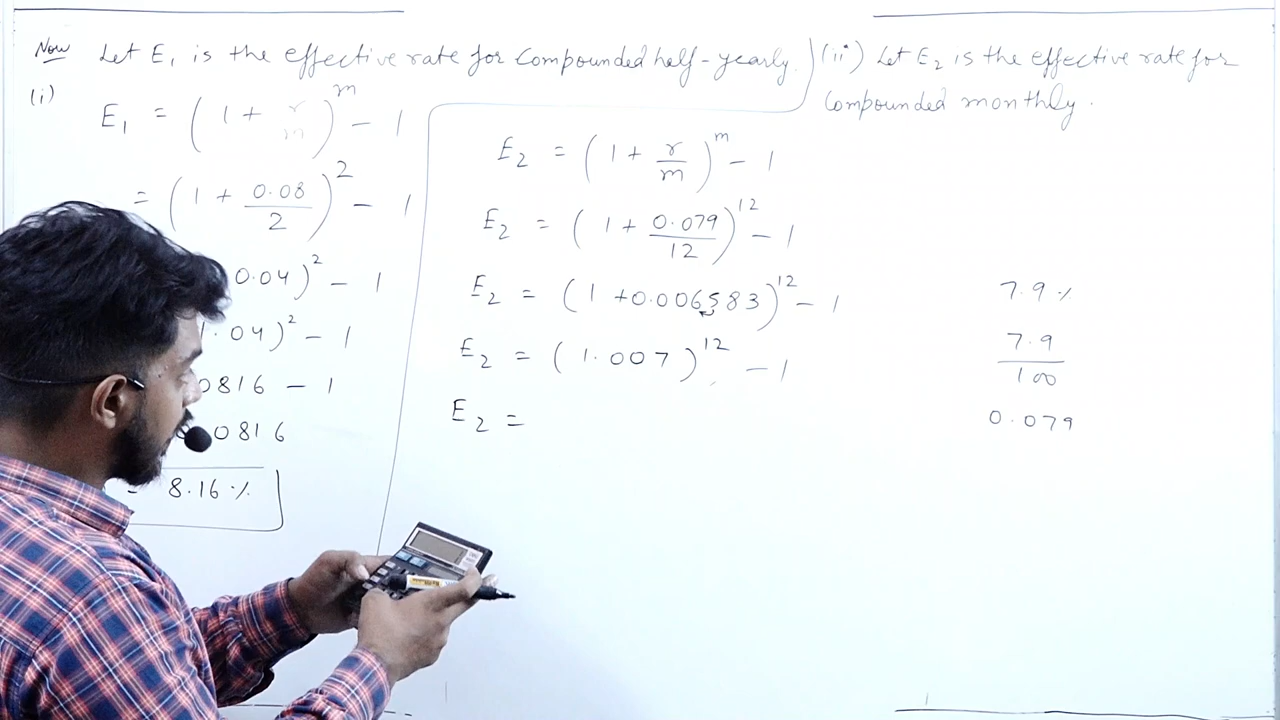 Now Let E₁ is the effective rate for Compounded half-yearly.
(i)
E₁ = (1 + r/m)^m - 1
= (1 + 0.08/2)^2 - 1
0.04)^2 - 1
1.04)^2 - 1
0816 - 1
0816
= 8.16 %
(ii) Let E₂ is the effective rate for
Compounded monthly.
E₂ = (1 + r/m)^m - 1
E₂ = (1 + 0.079/12)^12 - 1
E₂ = (1 + 0.006583)^12 - 1
E₂ = (1.007)^12 - 1
E₂ =
7.9 %
7.9/100
0.079